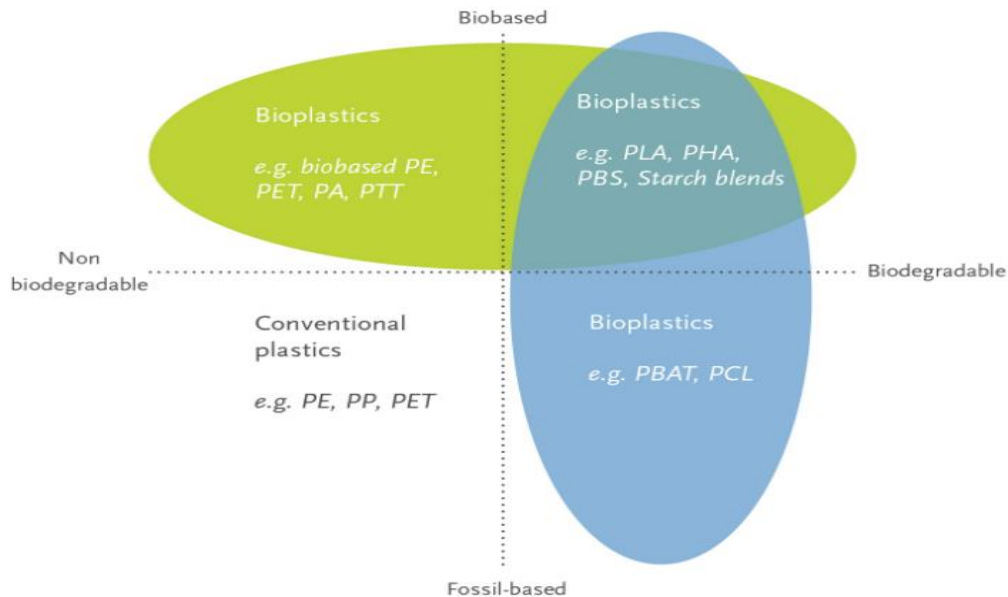 Biobased
Bioplastics
e.g. biobased PE,
PET, PA, PTT
Bioplastics
e.g. PLA, PHA,
PBS, Starch blends
Non
biodegradable
Biodegradable
Conventional
plastics
e.g. PE, PP, PET
Bioplastics
e.g. PBAT, PCL
Fossil-based